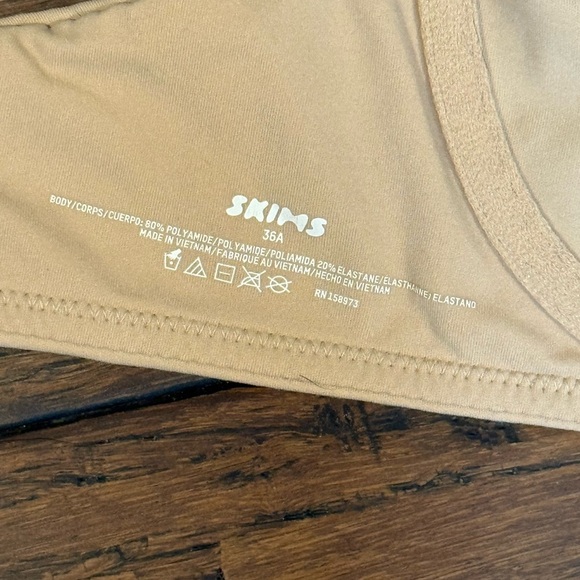 SKIMS
36A
BODY/CORPS/CUERPO: 80% POLYAMIDE/POLYAMIDE/POLIAMIDA 20% ELASTANE/ELASTHANNE/ELASTANO
MADE IN VIETNAM/FABRIQUE AU VIETNAM/HECHO EN VIETNAM
RN 158973